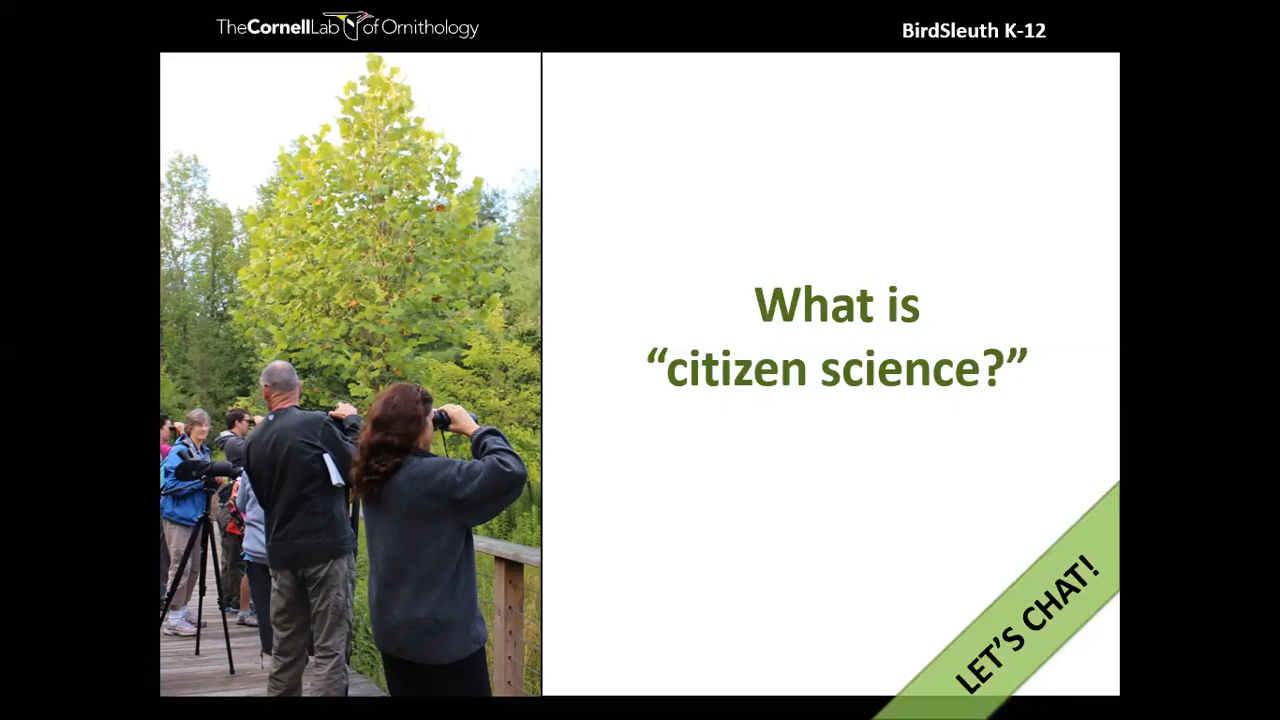 TheCornellLab of Ornithology
BirdSleuth K-12
What is
“citizen science?”
LET'S CHAT!